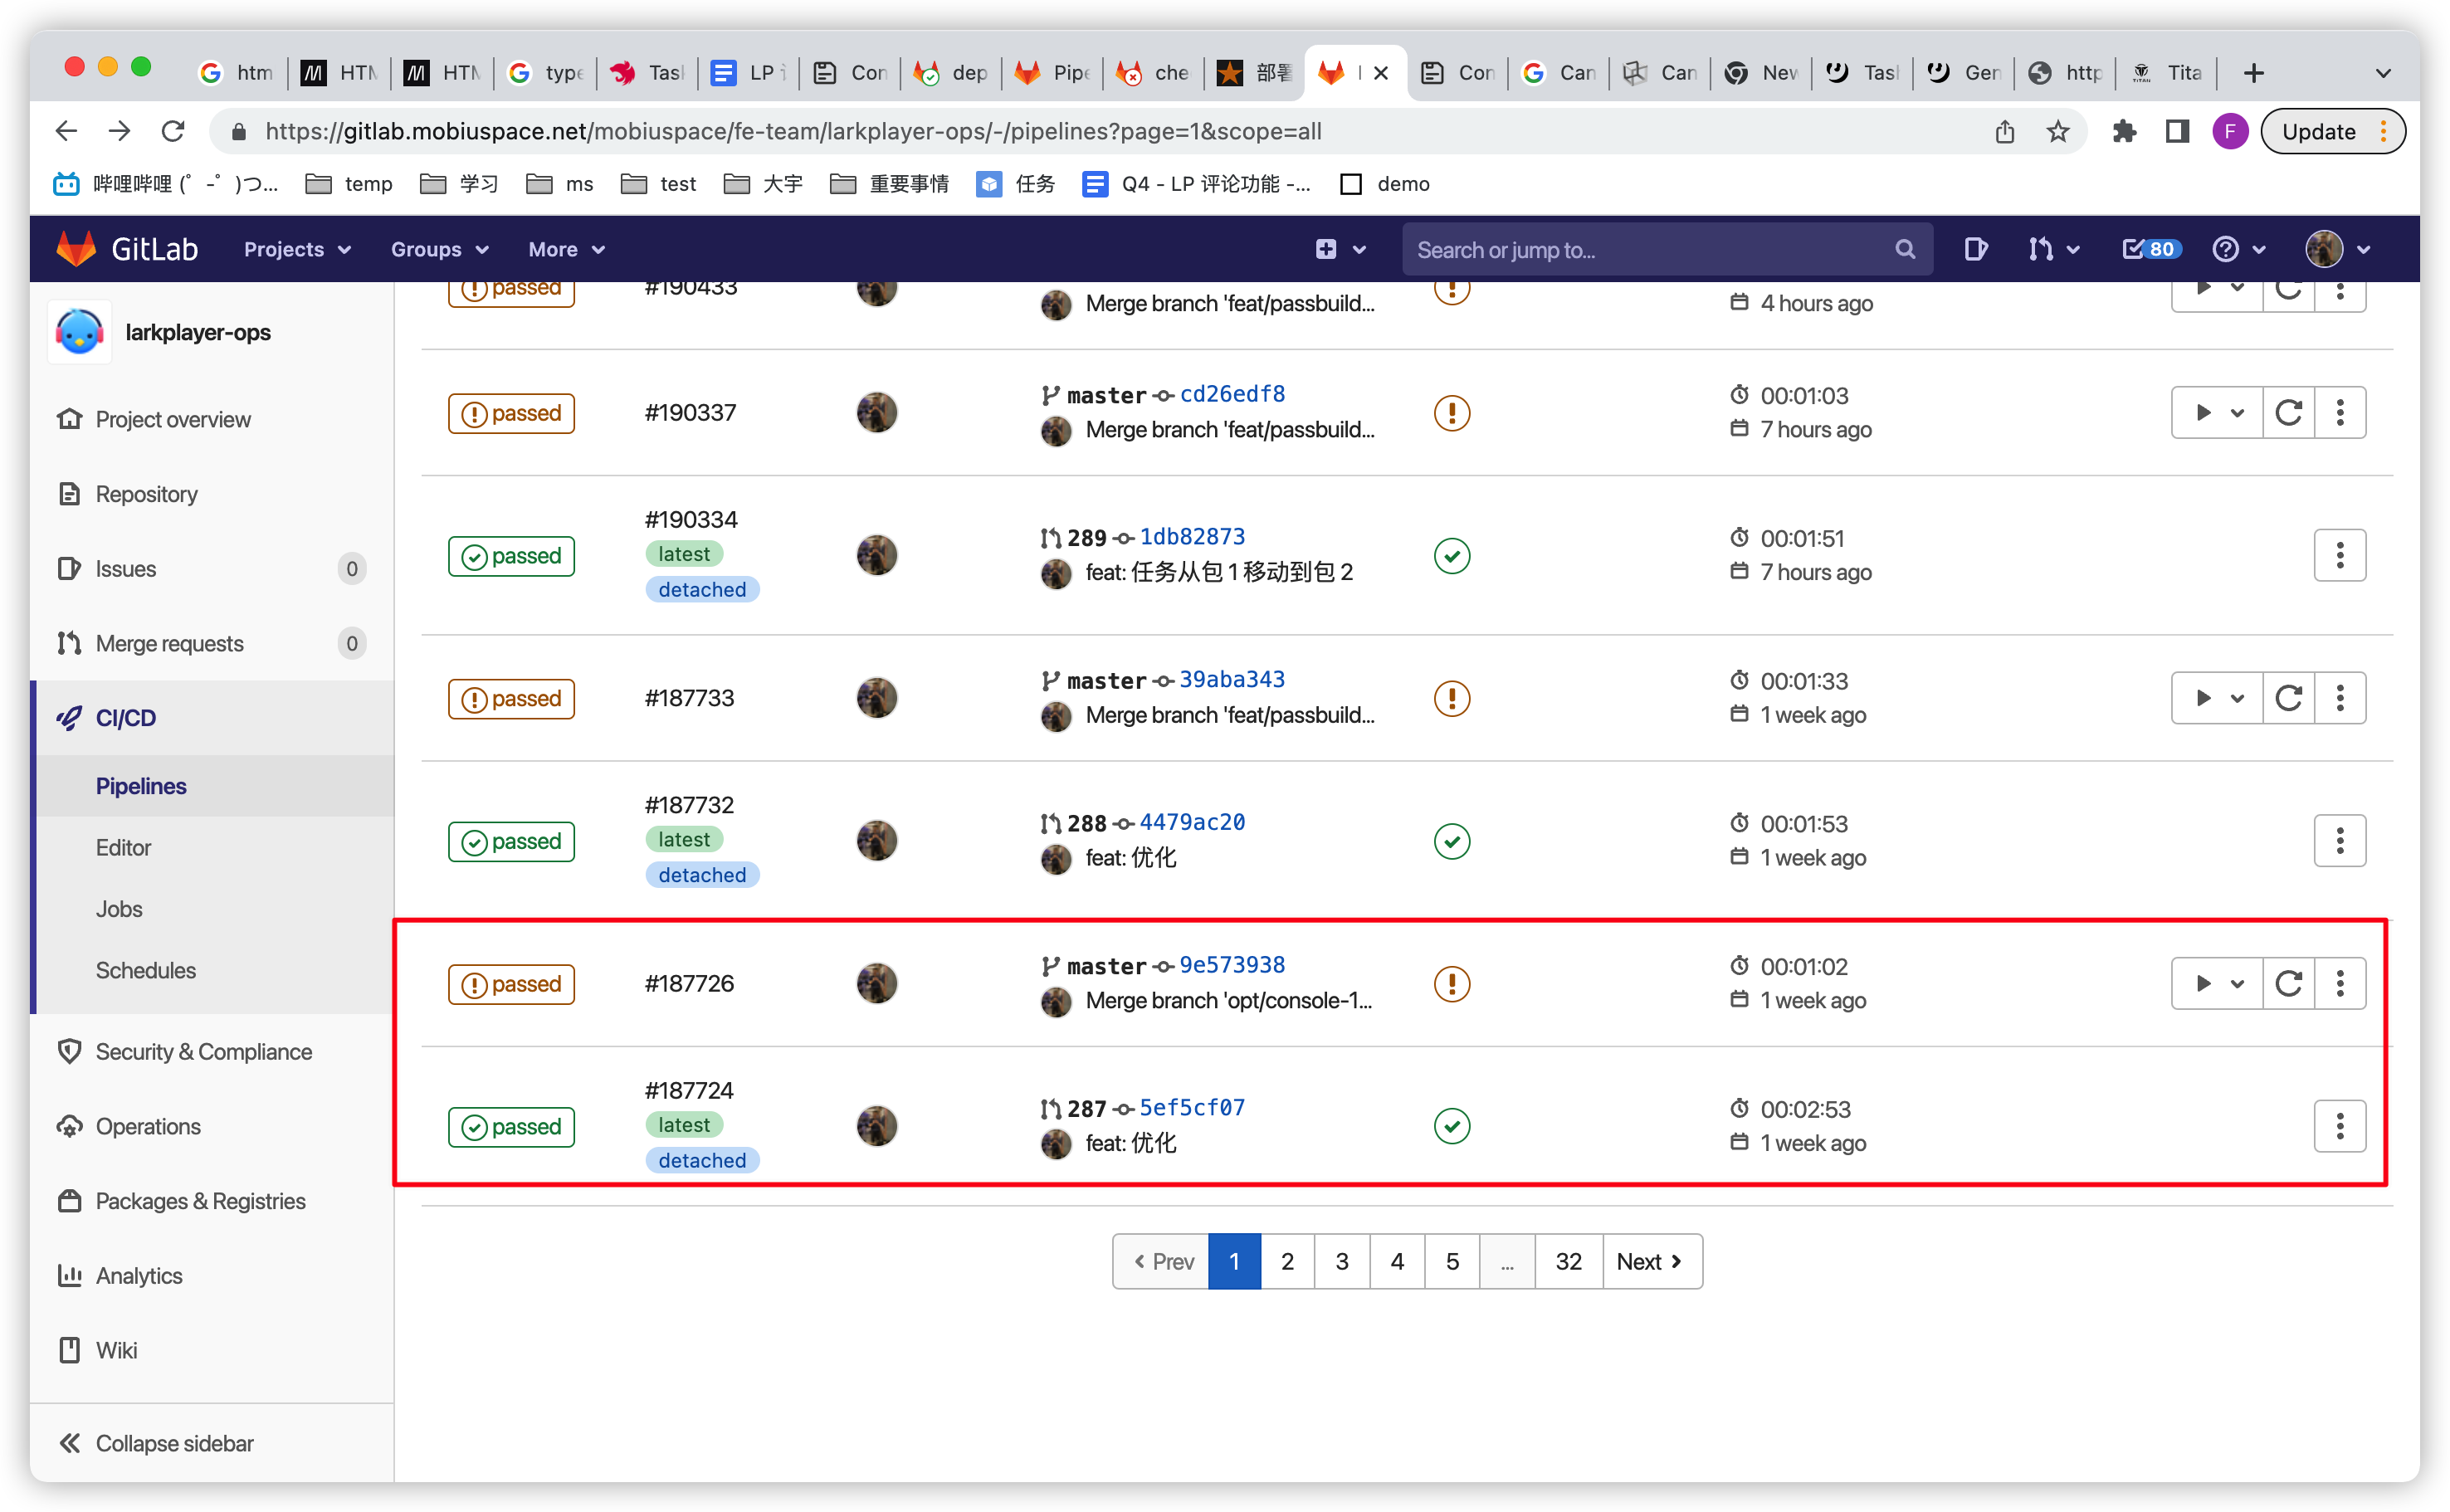 htm
HTM
HTM
type
Tas
LP
Con
dep
Pipe
che
部署
Con
Can
Can
New
Tas
Gen
http
Tita
https://gitlab.mobiuspace.net/mobiuspace/fe-team/larkplayer-ops/-/pipelines?page=1&scope=all
F
Update
哔哩哔哩 (゜-゜)つ...
temp
学习
ms
test
大宇
重要事情
任务
Q4 - LP 评论功能 -...
demo
GitLab
Projects
Groups
More
Search or jump to...
80
larkplayer-ops
Project overview
Repository
Issues 0
Merge requests 0
CI/CD
Pipelines
Editor
Jobs
Schedules
Security & Compliance
Operations
Packages & Registries
Analytics
Wiki
Collapse sidebar
passed
#190433
Merge branch 'feat/passbuild...
4 hours ago
passed
#190337
master cd26edf8
Merge branch 'feat/passbuild...
00:01:03
7 hours ago
passed
#190334
latest
detached
289 1db82873
feat: 任务从包 1 移动到包 2
00:01:51
7 hours ago
passed
#187733
master 39aba343
Merge branch 'feat/passbuild...
00:01:33
1 week ago
passed
#187732
latest
detached
288 4479ac20
feat: 优化
00:01:53
1 week ago
passed
#187726
master 9e573938
Merge branch 'opt/console-1...
00:01:02
1 week ago
passed
#187724
latest
detached
287 5ef5cf07
feat: 优化
00:02:53
1 week ago
Prev 1 2 3 4 5 ... 32 Next